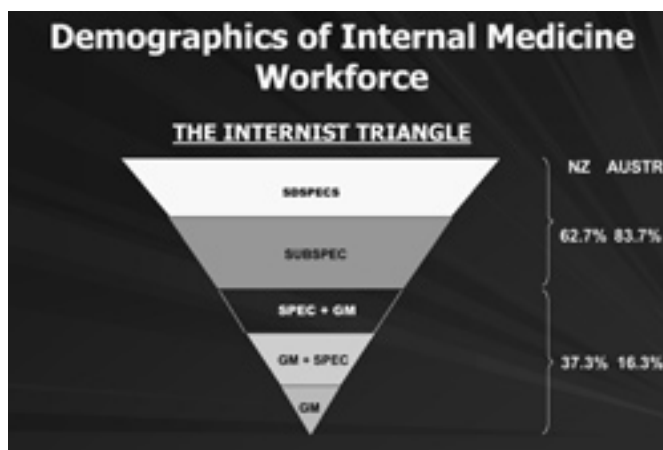 Demographics of Internal Medicine
Workforce
THE INTERNIST TRIANGLE
NZ AUSTR
SDSPECS
62.7% 83.7%
SUBSPEC
SPEC + GM
GM + SPEC
37.3% 16.3%
GM